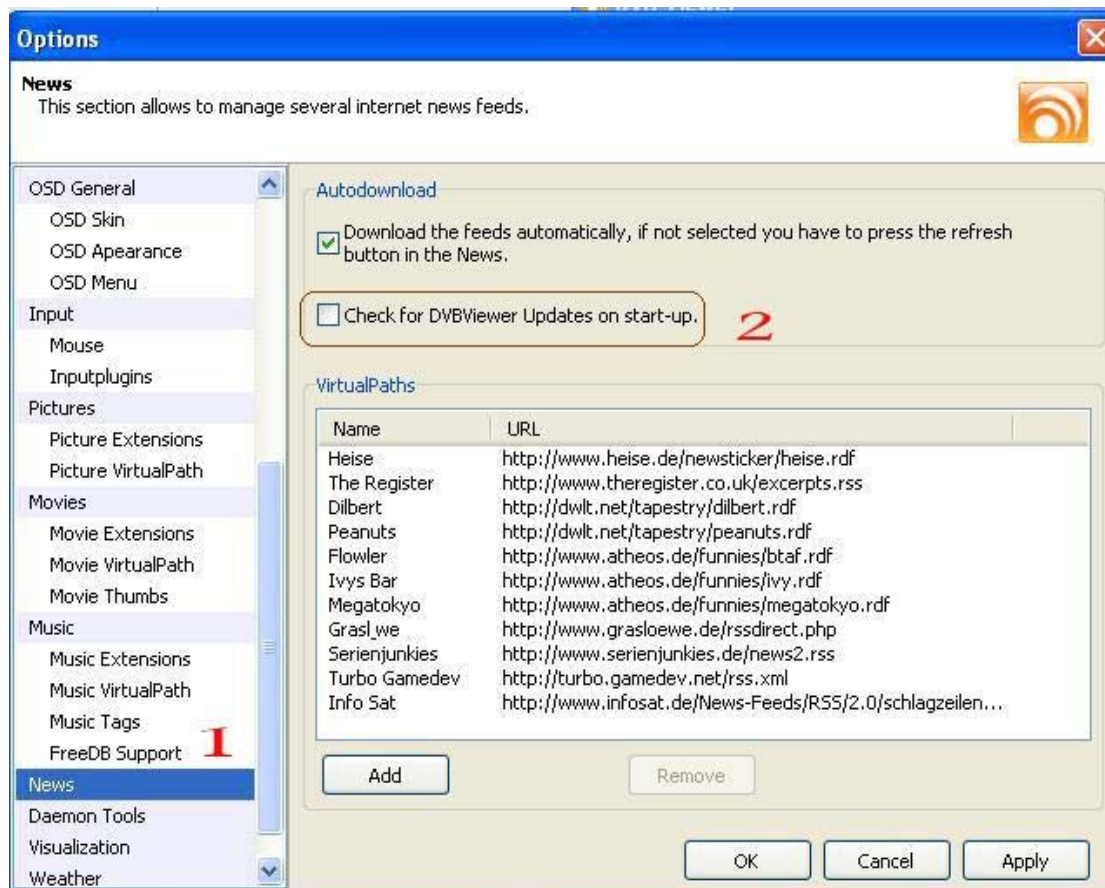 Options
News
This section allows to manage several internet news feeds.
OSD General
OSD Skin
OSD Apearance
OSD Menu
Input
Mouse
Inputplugins
Pictures
Picture Extensions
Picture VirtualPath
Movies
Movie Extensions
Movie VirtualPath
Movie Thumbs
Music
Music Extensions
Music VirtualPath
Music Tags
FreeDB Support
1
News
Daemon Tools
Visualization
Weather
Autodownload
Download the feeds automatically, if not selected you have to press the refresh
button in the News.
Check for DVBViewer Updates on start-up.
2
VirtualPaths
Name URL
Heise http://www.heise.de/newsticker/heise.rdf
The Register http://www.theregister.co.uk/excerpts.rss
Dilbert http://dwlt.net/tapestry/dilbert.rdf
Peanuts http://dwlt.net/tapestry/peanuts.rdf
Flowler http://www.atheos.de/funnies/btaf.rdf
Ivys Bar http://www.atheos.de/funnies/ivy.rdf
Megatokyo http://www.atheos.de/funnies/megatokyo.rdf
Grasl_we http://www.grasloewe.de/rssdirect.php
Serienjunkies http://www.serienjunkies.de/news2.rss
Turbo Gamedev http://turbo.gamedev.net/rss.xml
Info Sat http://www.infosat.de/News-Feeds/RSS/2.0/schlagzeilen...
Add Remove
OK Cancel Apply